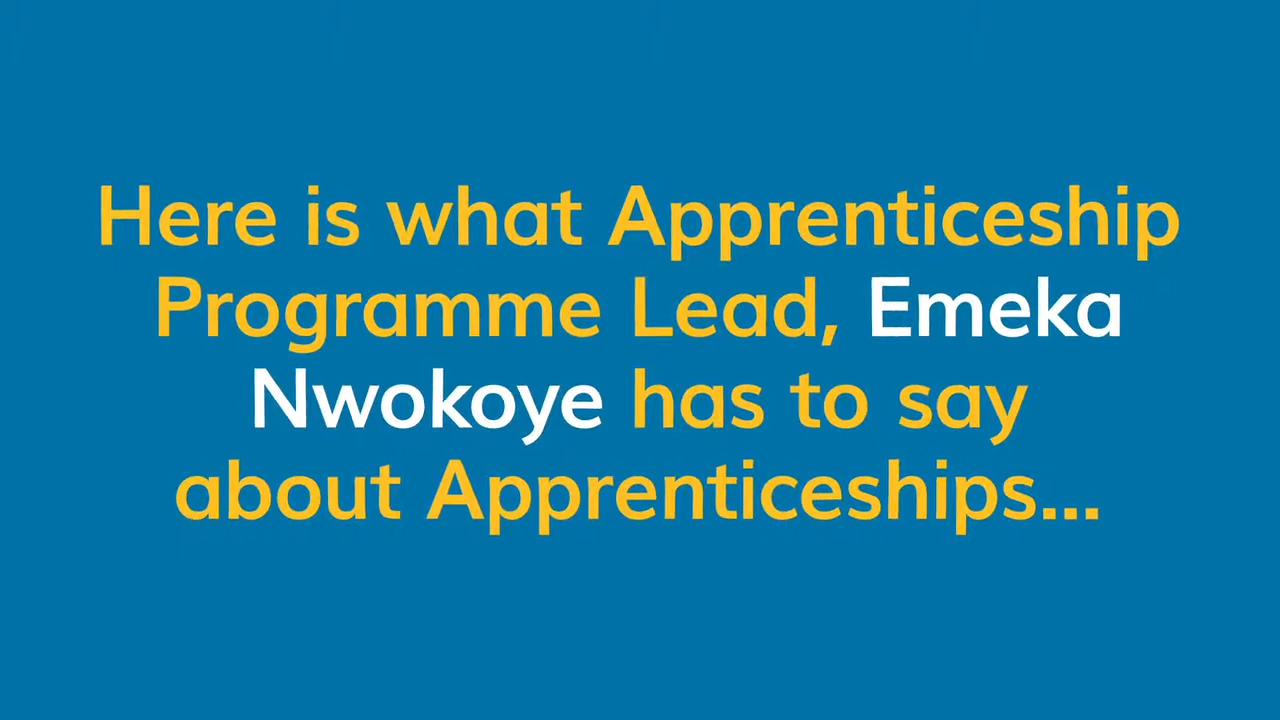 Here is what Apprenticeship
Programme Lead, Emeka
Nwokoye has to say
about Apprenticeships...